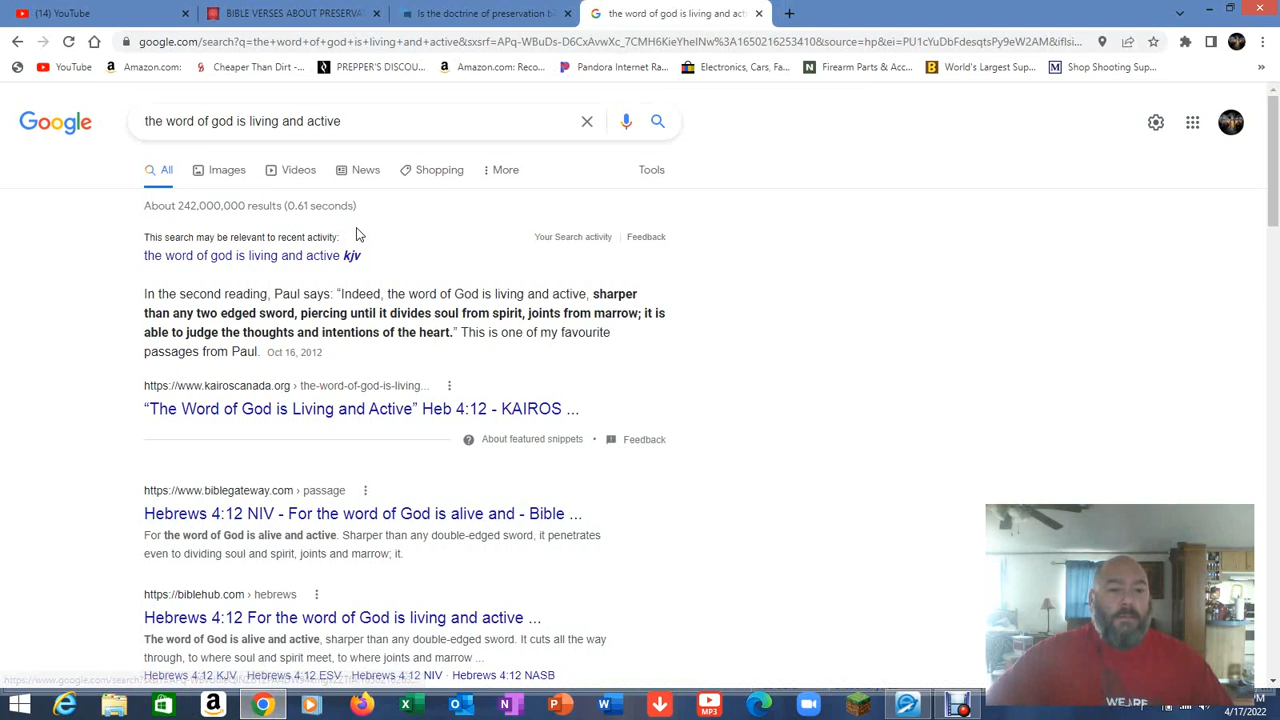 (14) YouTube
BIBLE VERSES ABOUT PRESERVAT
Is the doctrine of preservation b
the word of god is living and acti
google.com/search?q=the+word+of+god+is+living+and+active&sxsrf=APq-WBuDs-D6CxAvwXc_7CMH6KieYheINw%3A1650216253410&source=hp&ei=PU1cYuDbFdesqtsPy9eW2AM&iflsi...
YouTube
Amazon.com:
Cheaper Than Dirt -...
PREPPER'S DISCOU...
Amazon.com: Reco...
Pandora Internet Ra...
Electronics, Cars, Fa...
Firearm Parts & Acc...
World's Largest Sup...
Shop Shooting Sup...
»
Google
the word of god is living and active
All
Images
Videos
News
Shopping
More
Tools
About 242,000,000 results (0.61 seconds)
This search may be relevant to recent activity:
Your Search activity
Feedback
the word of god is living and active kjv
In the second reading, Paul says: “Indeed, the word of God is living and active, sharper
than any two edged sword, piercing until it divides soul from spirit, joints from marrow; it is
able to judge the thoughts and intentions of the heart.” This is one of my favourite
passages from Paul. Oct 16, 2012
https://www.kairoscanada.org › the-word-of-god-is-living...
“The Word of God is Living and Active” Heb 4:12 - KAIROS ...
About featured snippets • Feedback
https://www.biblegateway.com › passage
Hebrews 4:12 NIV - For the word of God is alive and - Bible ...
For the word of God is alive and active. Sharper than any double-edged sword, it penetrates
even to dividing soul and spirit, joints and marrow; it.
https://biblehub.com › hebrews
Hebrews 4:12 For the word of God is living and active ...
The word of God is alive and active, sharper than any double-edged sword. It cuts all the way
through, to where soul and spirit meet, to where joints and marrow ...
Hebrews 4:12 KJV · Hebrews 4:12 ESV · Hebrews 4:12 NIV · Hebrews 4:12 NASB
WE ARE
MP3
4/17/2022